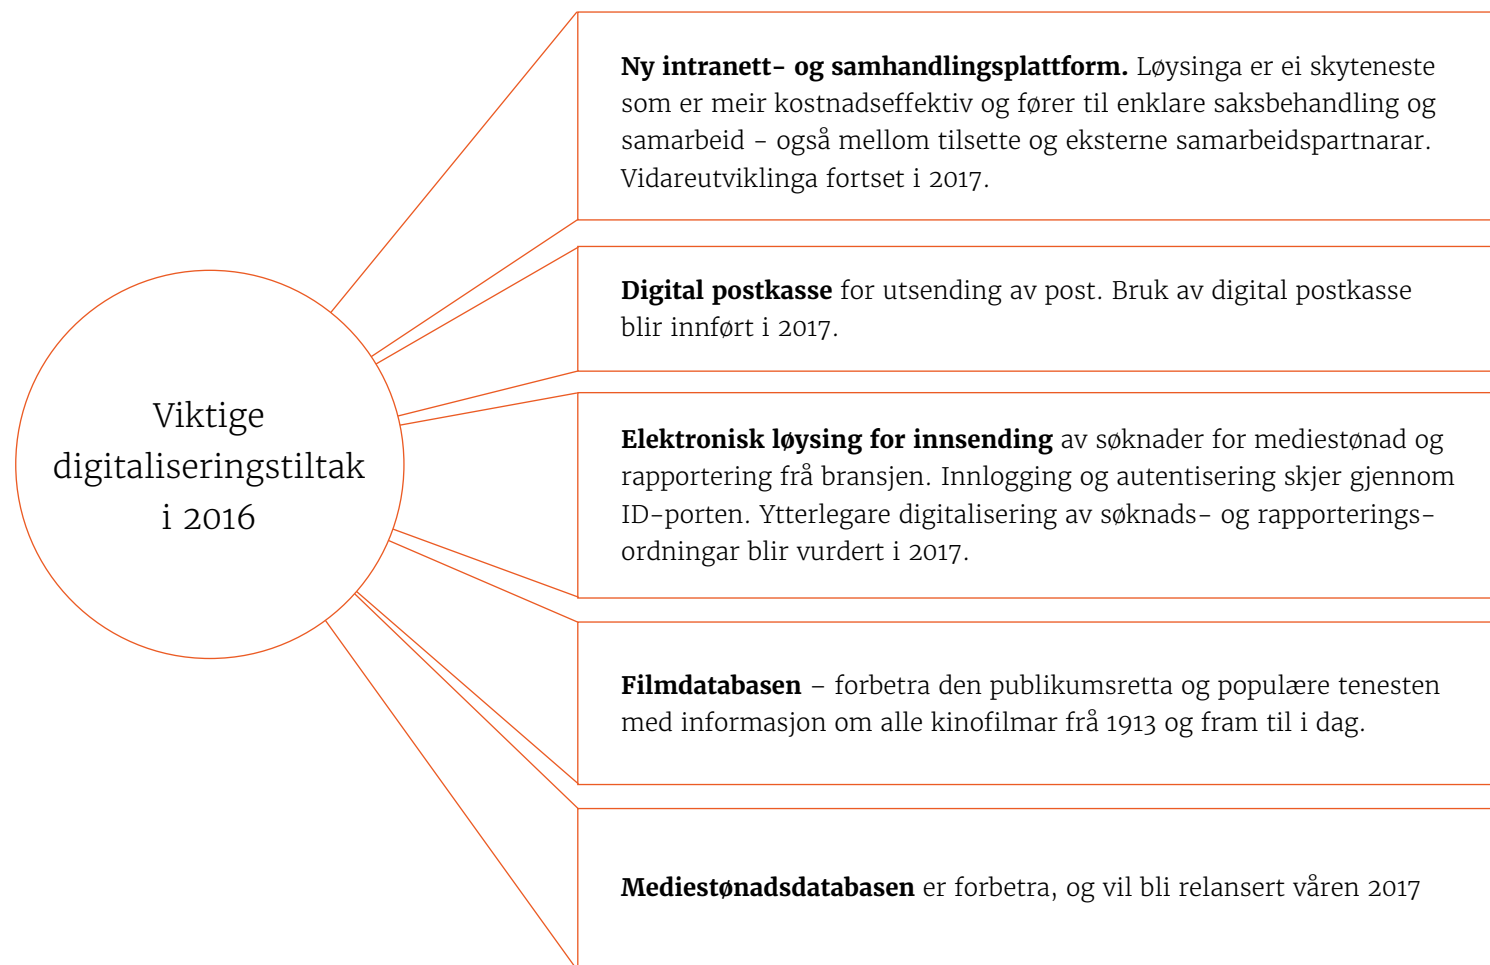 Viktige
digitaliseringstiltak
i 2016
Ny intranett- og samhandlingsplattform. Løysinga er ei skyteneste
som er meir kostnadseffektiv og fører til enklare saksbehandling og
samarbeid - også mellom tilsette og eksterne samarbeidspartnarar.
Vidareutviklinga fortset i 2017.
Digital postkasse for utsending av post. Bruk av digital postkasse
blir innført i 2017.
Elektronisk løysing for innsending av søknader for mediestønad og
rapportering frå bransjen. Innlogging og autentisering skjer gjennom
ID-porten. Ytterlegare digitalisering av søknads- og rapporterings-
ordningar blir vurdert i 2017.
Filmdatabasen – forbetra den publikumsretta og populære tenesten
med informasjon om alle kinofilmar frå 1913 og fram til i dag.
Mediestønadsdatabasen er forbetra, og vil bli relansert våren 2017